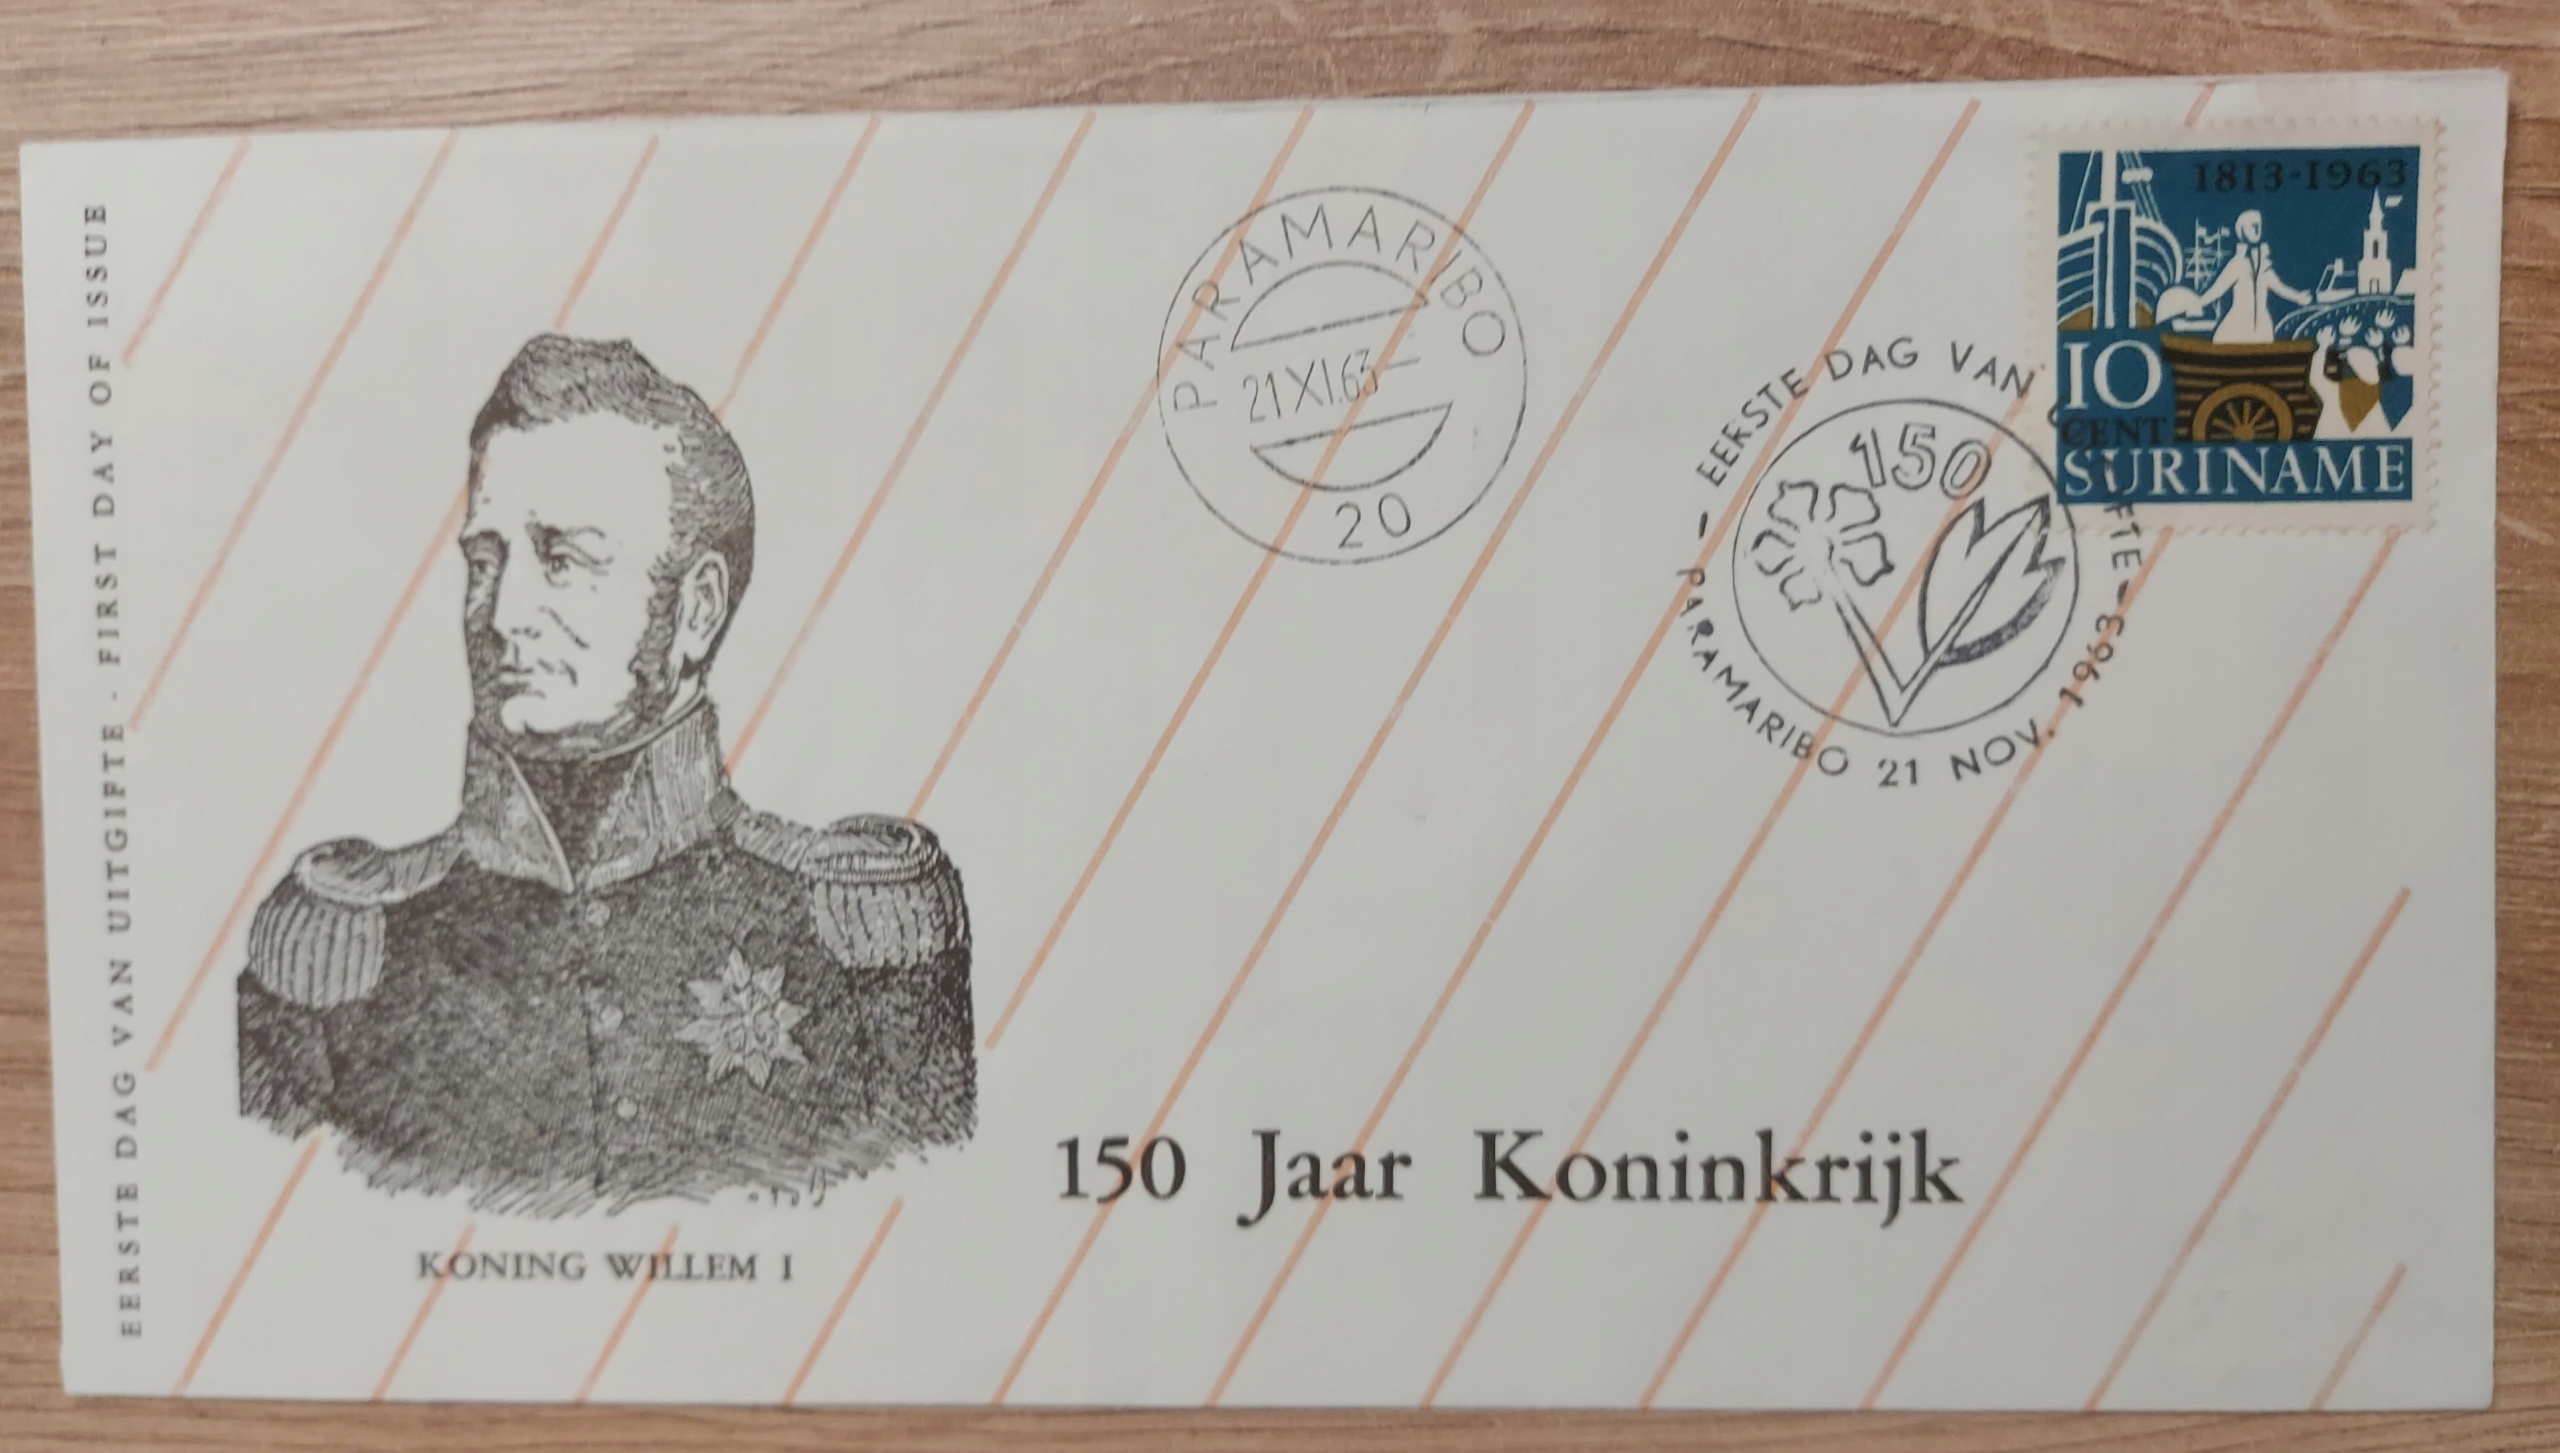 EERSTE DAG VAN UITGIFTE · FIRST DAY OF ISSUE
PARAMARIBO
21 XI.63
20
1813-1963
10
CENT
SURINAME
EERSTE DAG VAN
150
PARAMARIBO 21 NOV. 1963
150 Jaar Koninkrijk
KONING WILLEM I